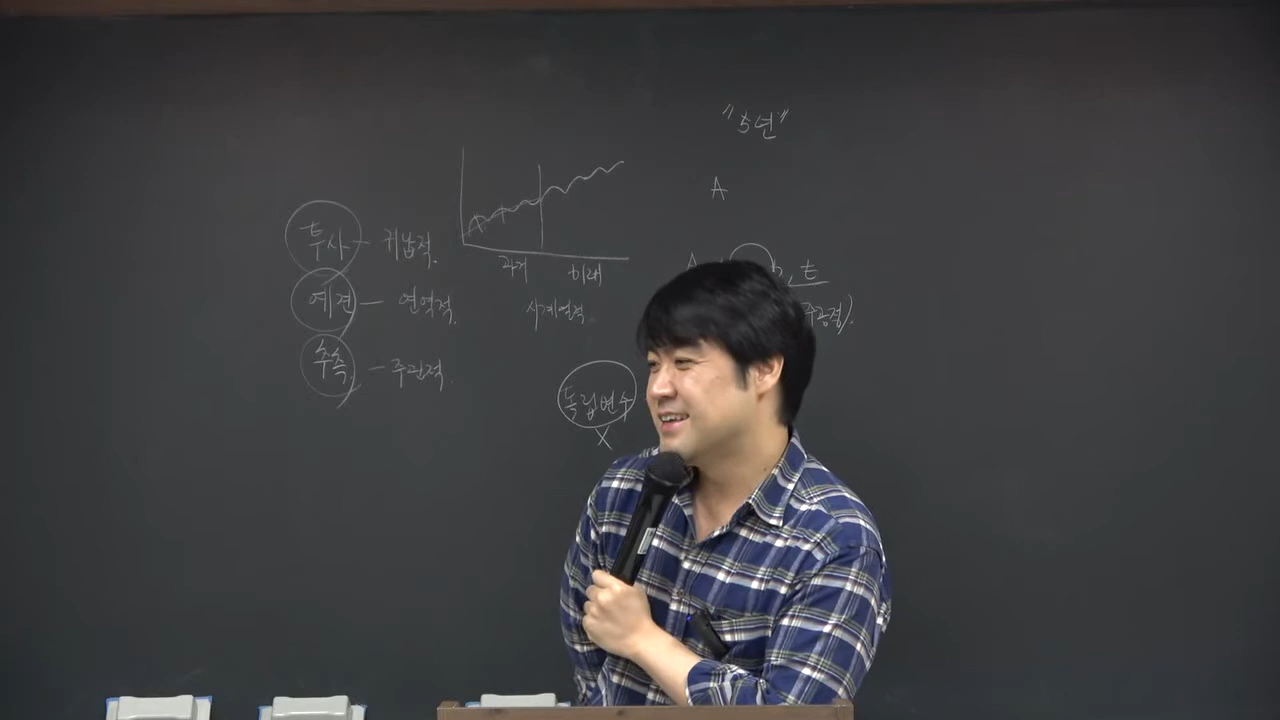 "5년"
A
투사 - 귀납적.
예견 - 연역적.
추측 - 주관적.
과거 미래
시계열적
A
t
독립변수
X